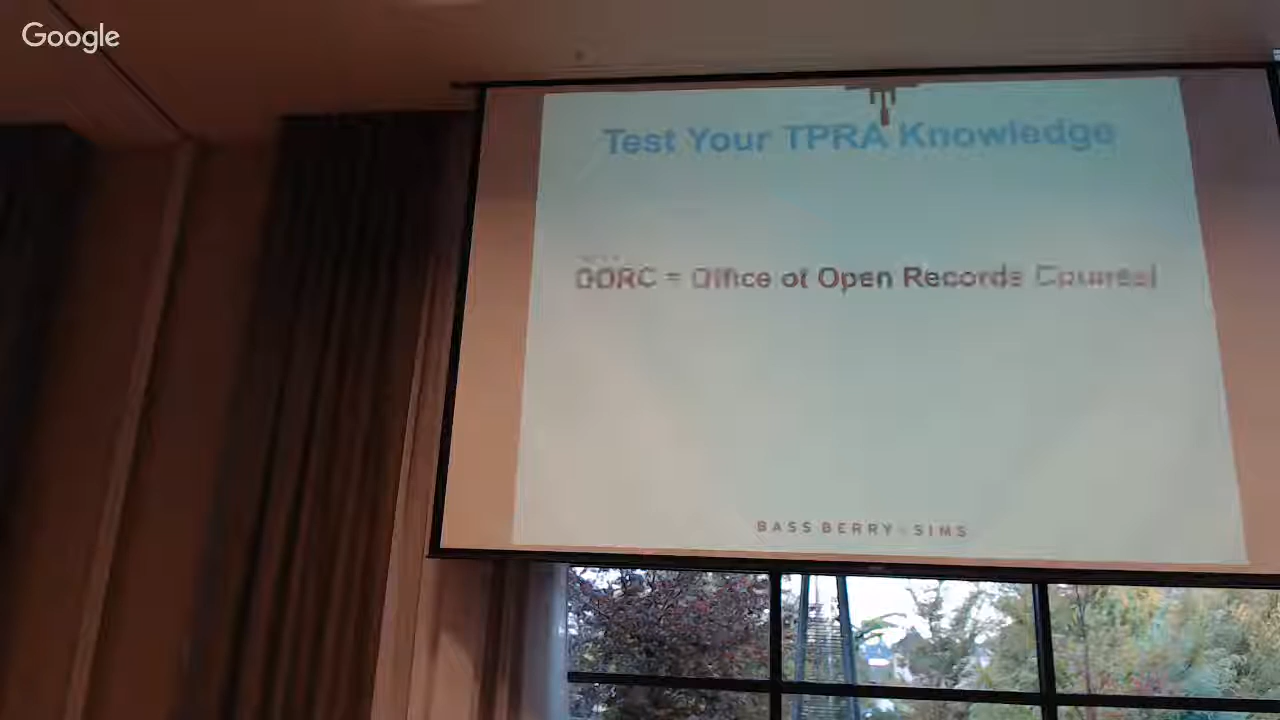 Google
Test Your TPRA Knowledge
OORC = Office of Open Records Counsel
BASS BERRY + SIMS